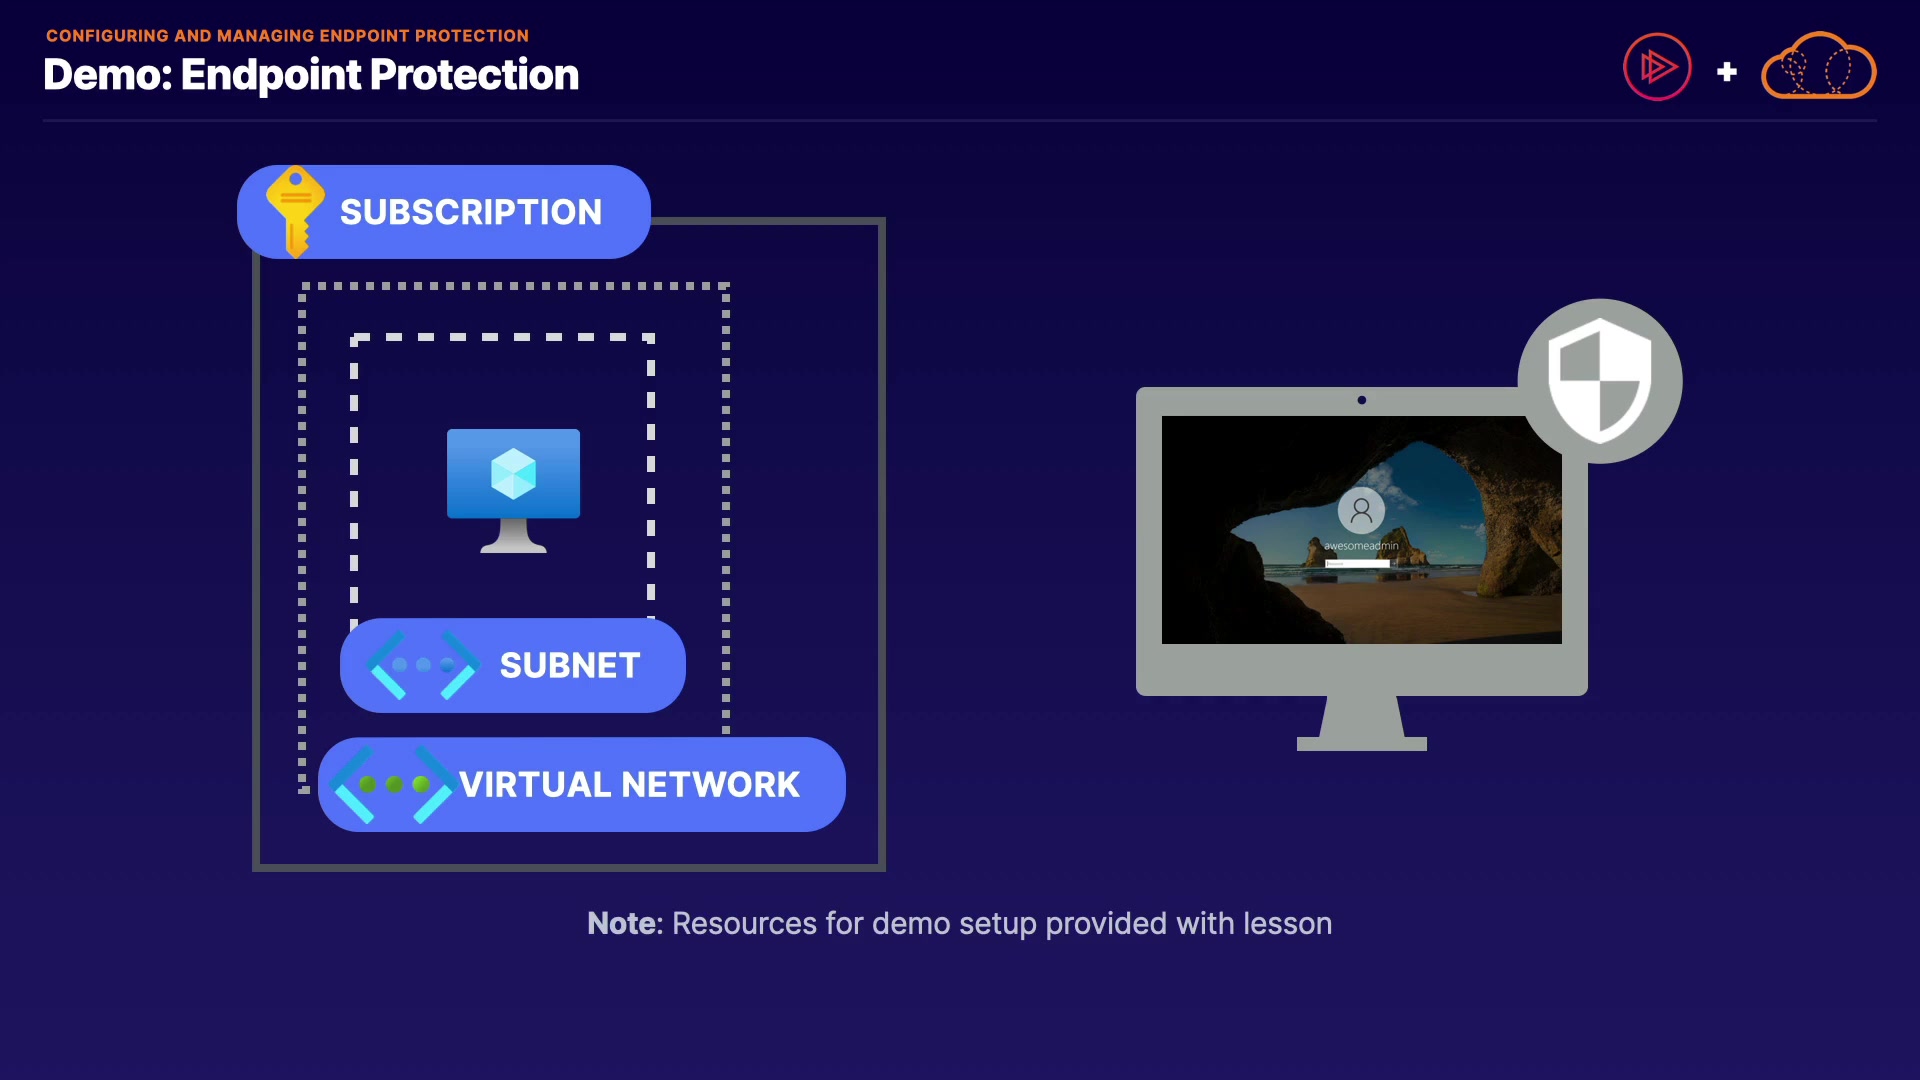 CONFIGURING AND MANAGING ENDPOINT PROTECTION
Demo: Endpoint Protection
SUBSCRIPTION
awesomeadmin
SUBNET
VIRTUAL NETWORK
Note: Resources for demo setup provided with lesson